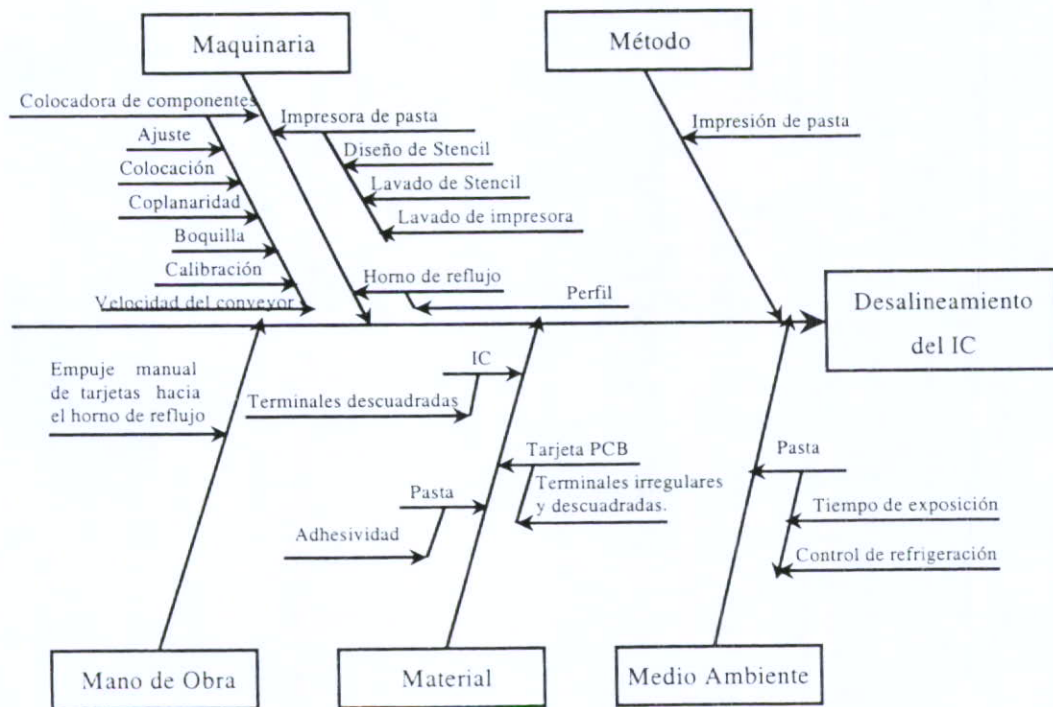 Maquinaria
Método
Colocadora de componentes
Impresora de pasta
Impresión de pasta
Ajuste
Diseño de Stencil
Colocación
Lavado de Stencil
Coplanaridad
Lavado de impresora
Boquilla
Calibración
Horno de reflujo
Velocidad del conveyor
Perfil
Desalineamiento
del IC
Empuje manual
de tarjetas hacia
el horno de reflujo
IC
Terminales descuadradas
Tarjeta PCB
Terminales irregulares
y descuadradas.
Pasta
Adhesividad
Pasta
Tiempo de exposición
Control de refrigeración
Mano de Obra
Material
Medio Ambiente